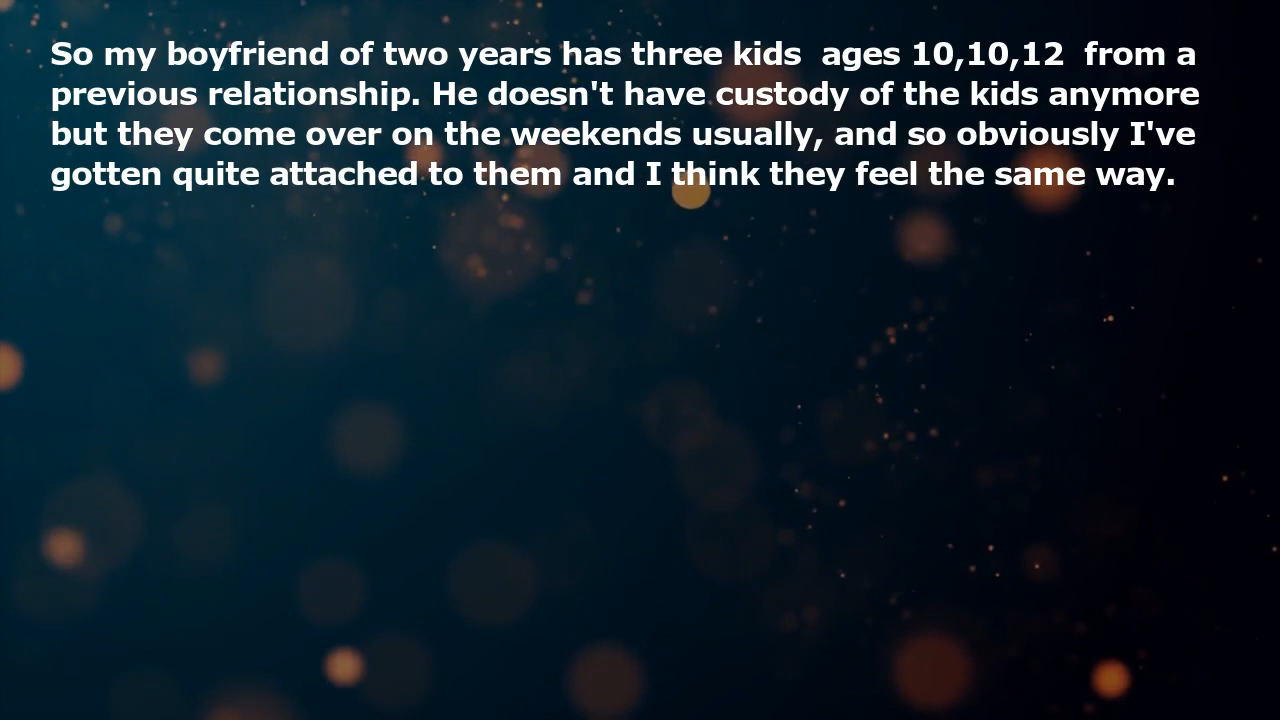 So my boyfriend of two years has three kids  ages 10,10,12  from a
previous relationship. He doesn't have custody of the kids anymore
but they come over on the weekends usually, and so obviously I've
gotten quite attached to them and I think they feel the same way.